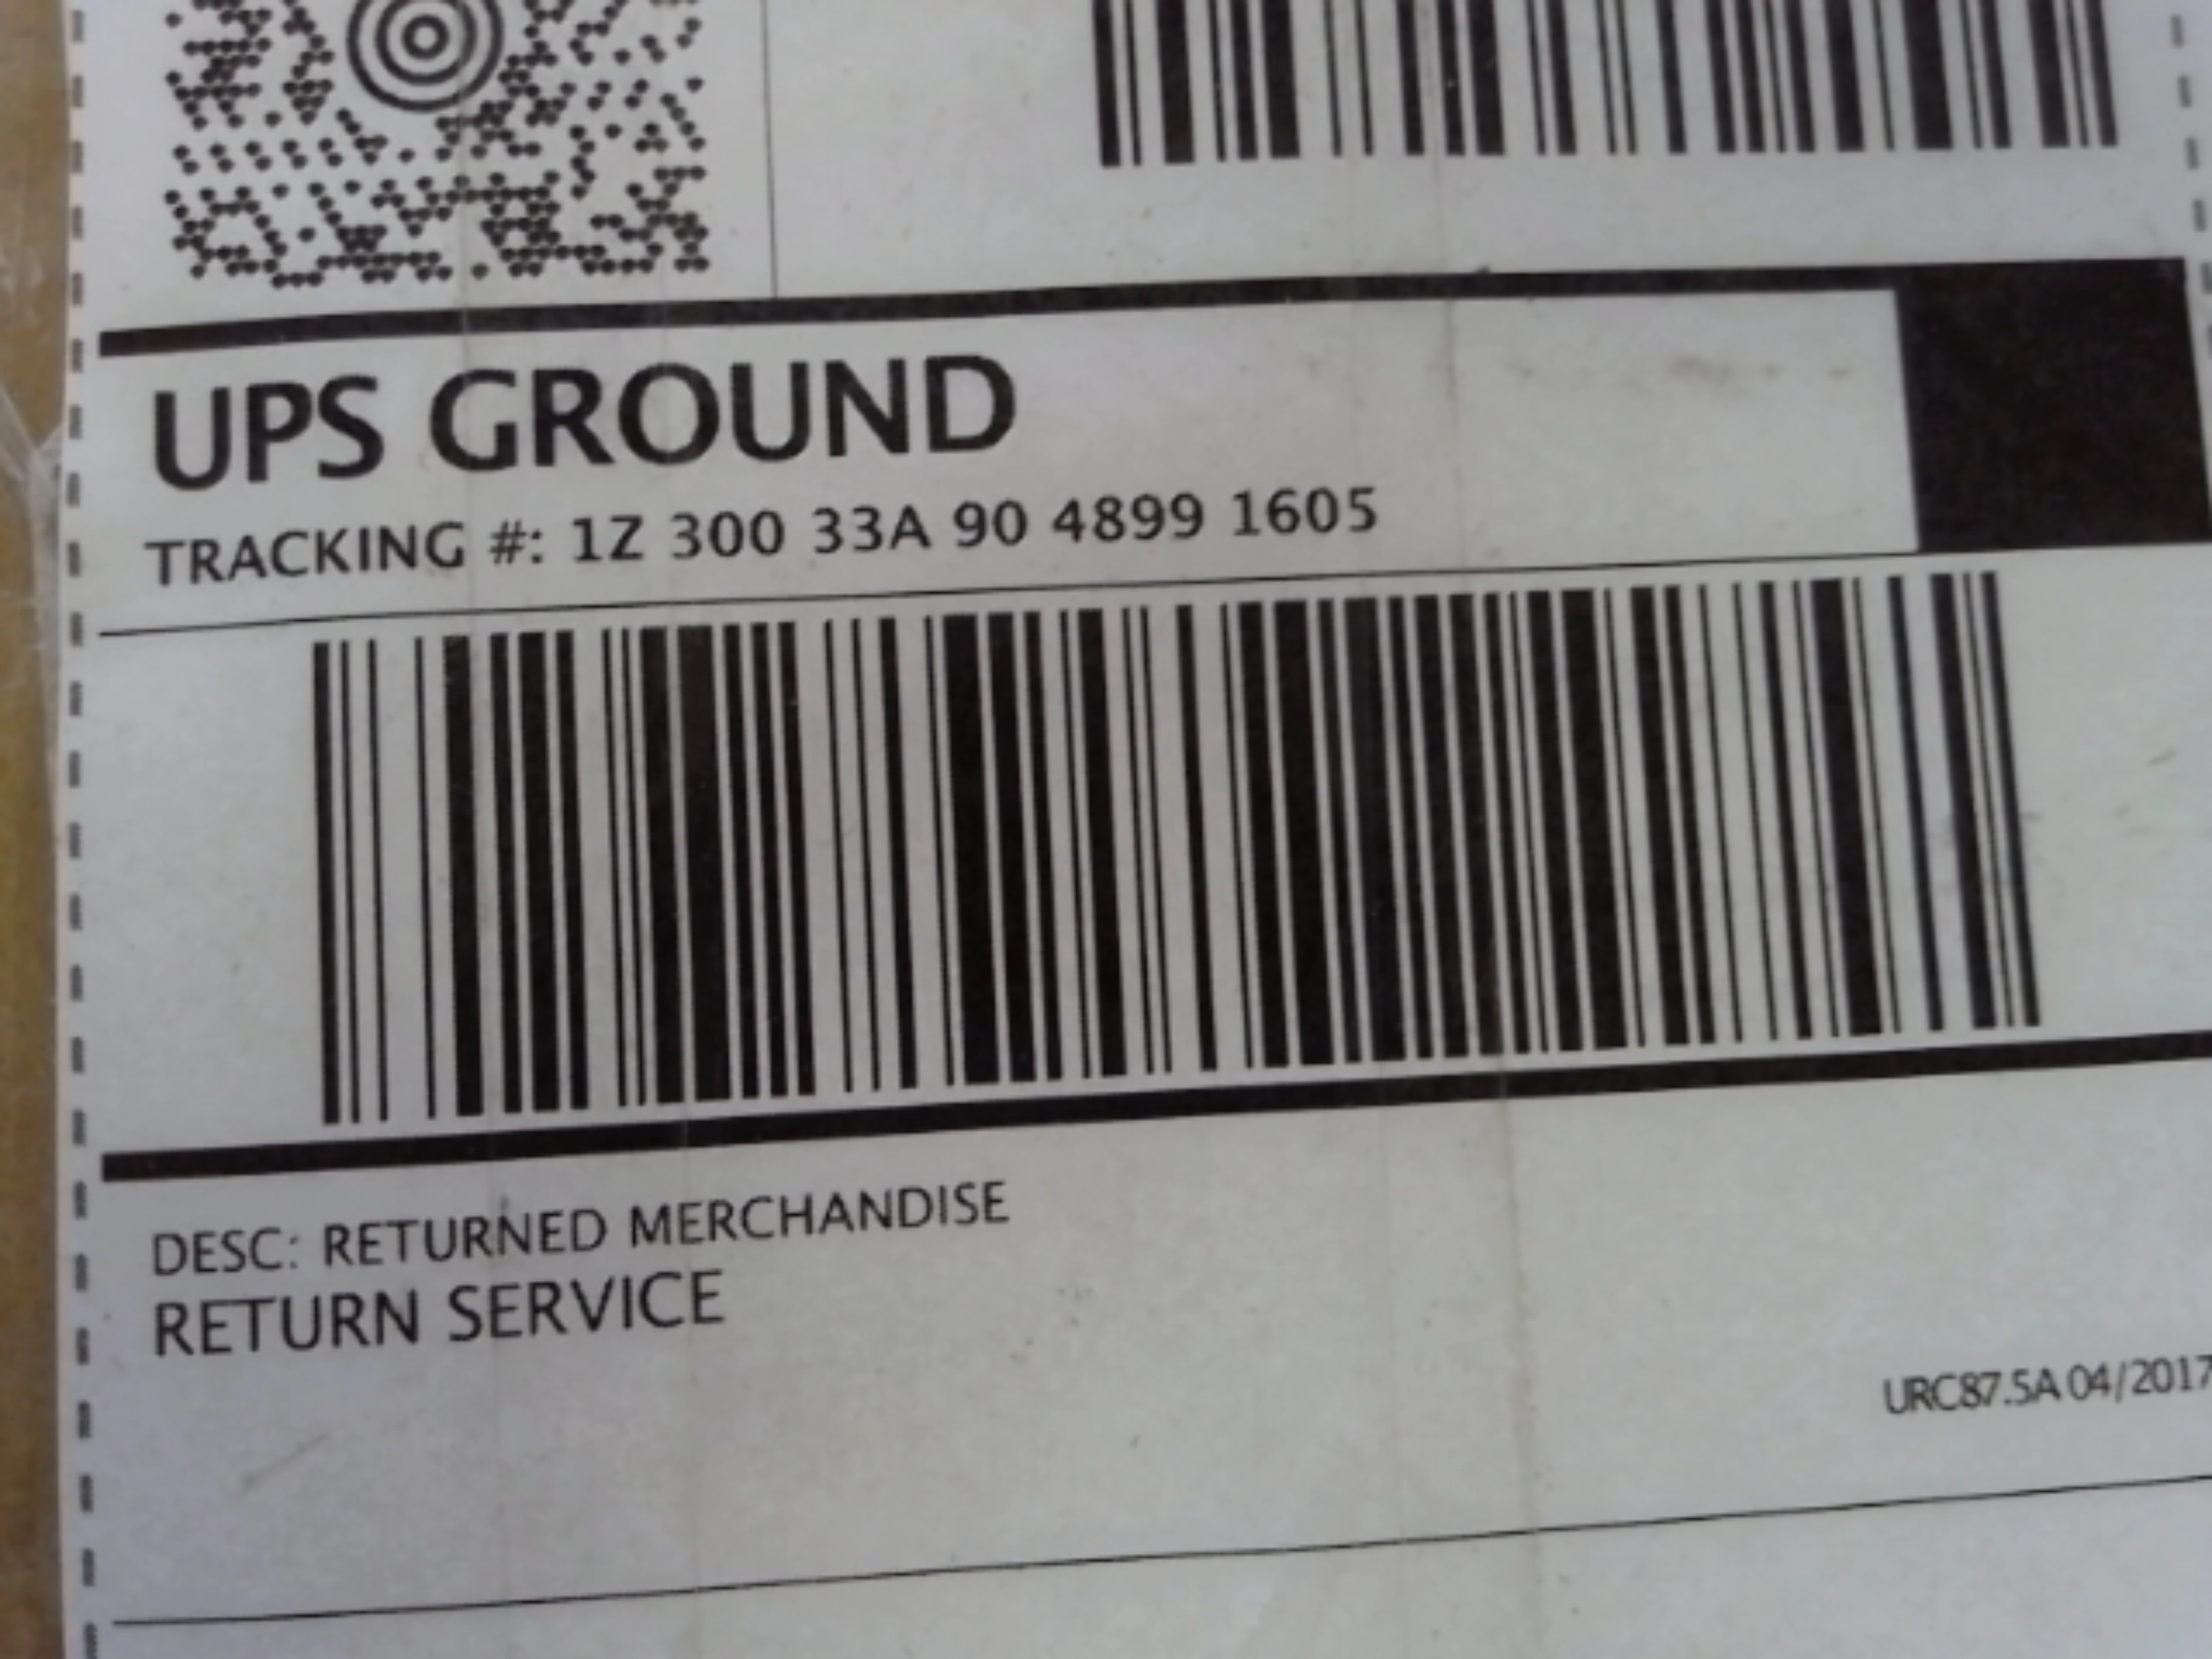 UPS GROUND
TRACKING #: 1Z 300 33A 90 4899 1605
DESC: RETURNED MERCHANDISE
RETURN SERVICE
URC87.5A 04/2017